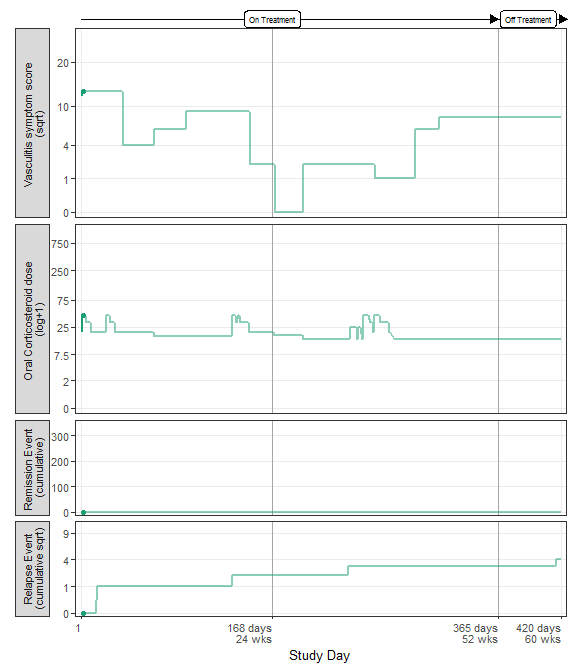 On Treatment
Off Treatment
Vasculitis symptom score
(sqrt)
20
10
4
1
0
Oral Corticosteroid dose
(log+1)
750
250
75
25
7.5
2
0
Remission Event
(cumulative)
300
200
100
0
Relapse Event
(cumulative sqrt)
9
4
1
0
1
168 days
24 wks
365 days
52 wks
420 days
60 wks
Study Day